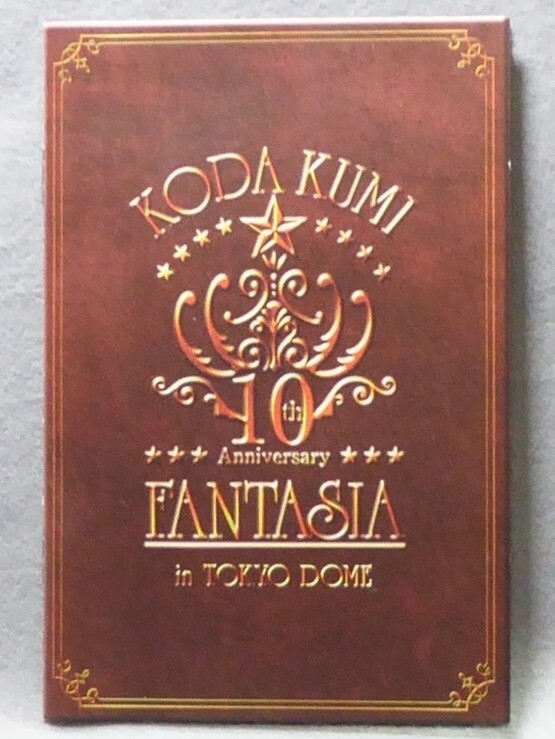 KODA KUMI
10th
Anniversary
FANTASIA
in TOKYO DOME